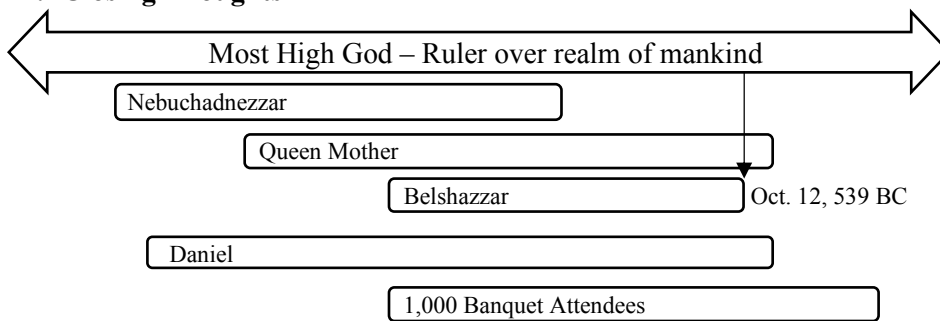 Most High God – Ruler over realm of mankind
Nebuchadnezzar
Queen Mother
Belshazzar
Oct. 12, 539 BC
Daniel
1,000 Banquet Attendees